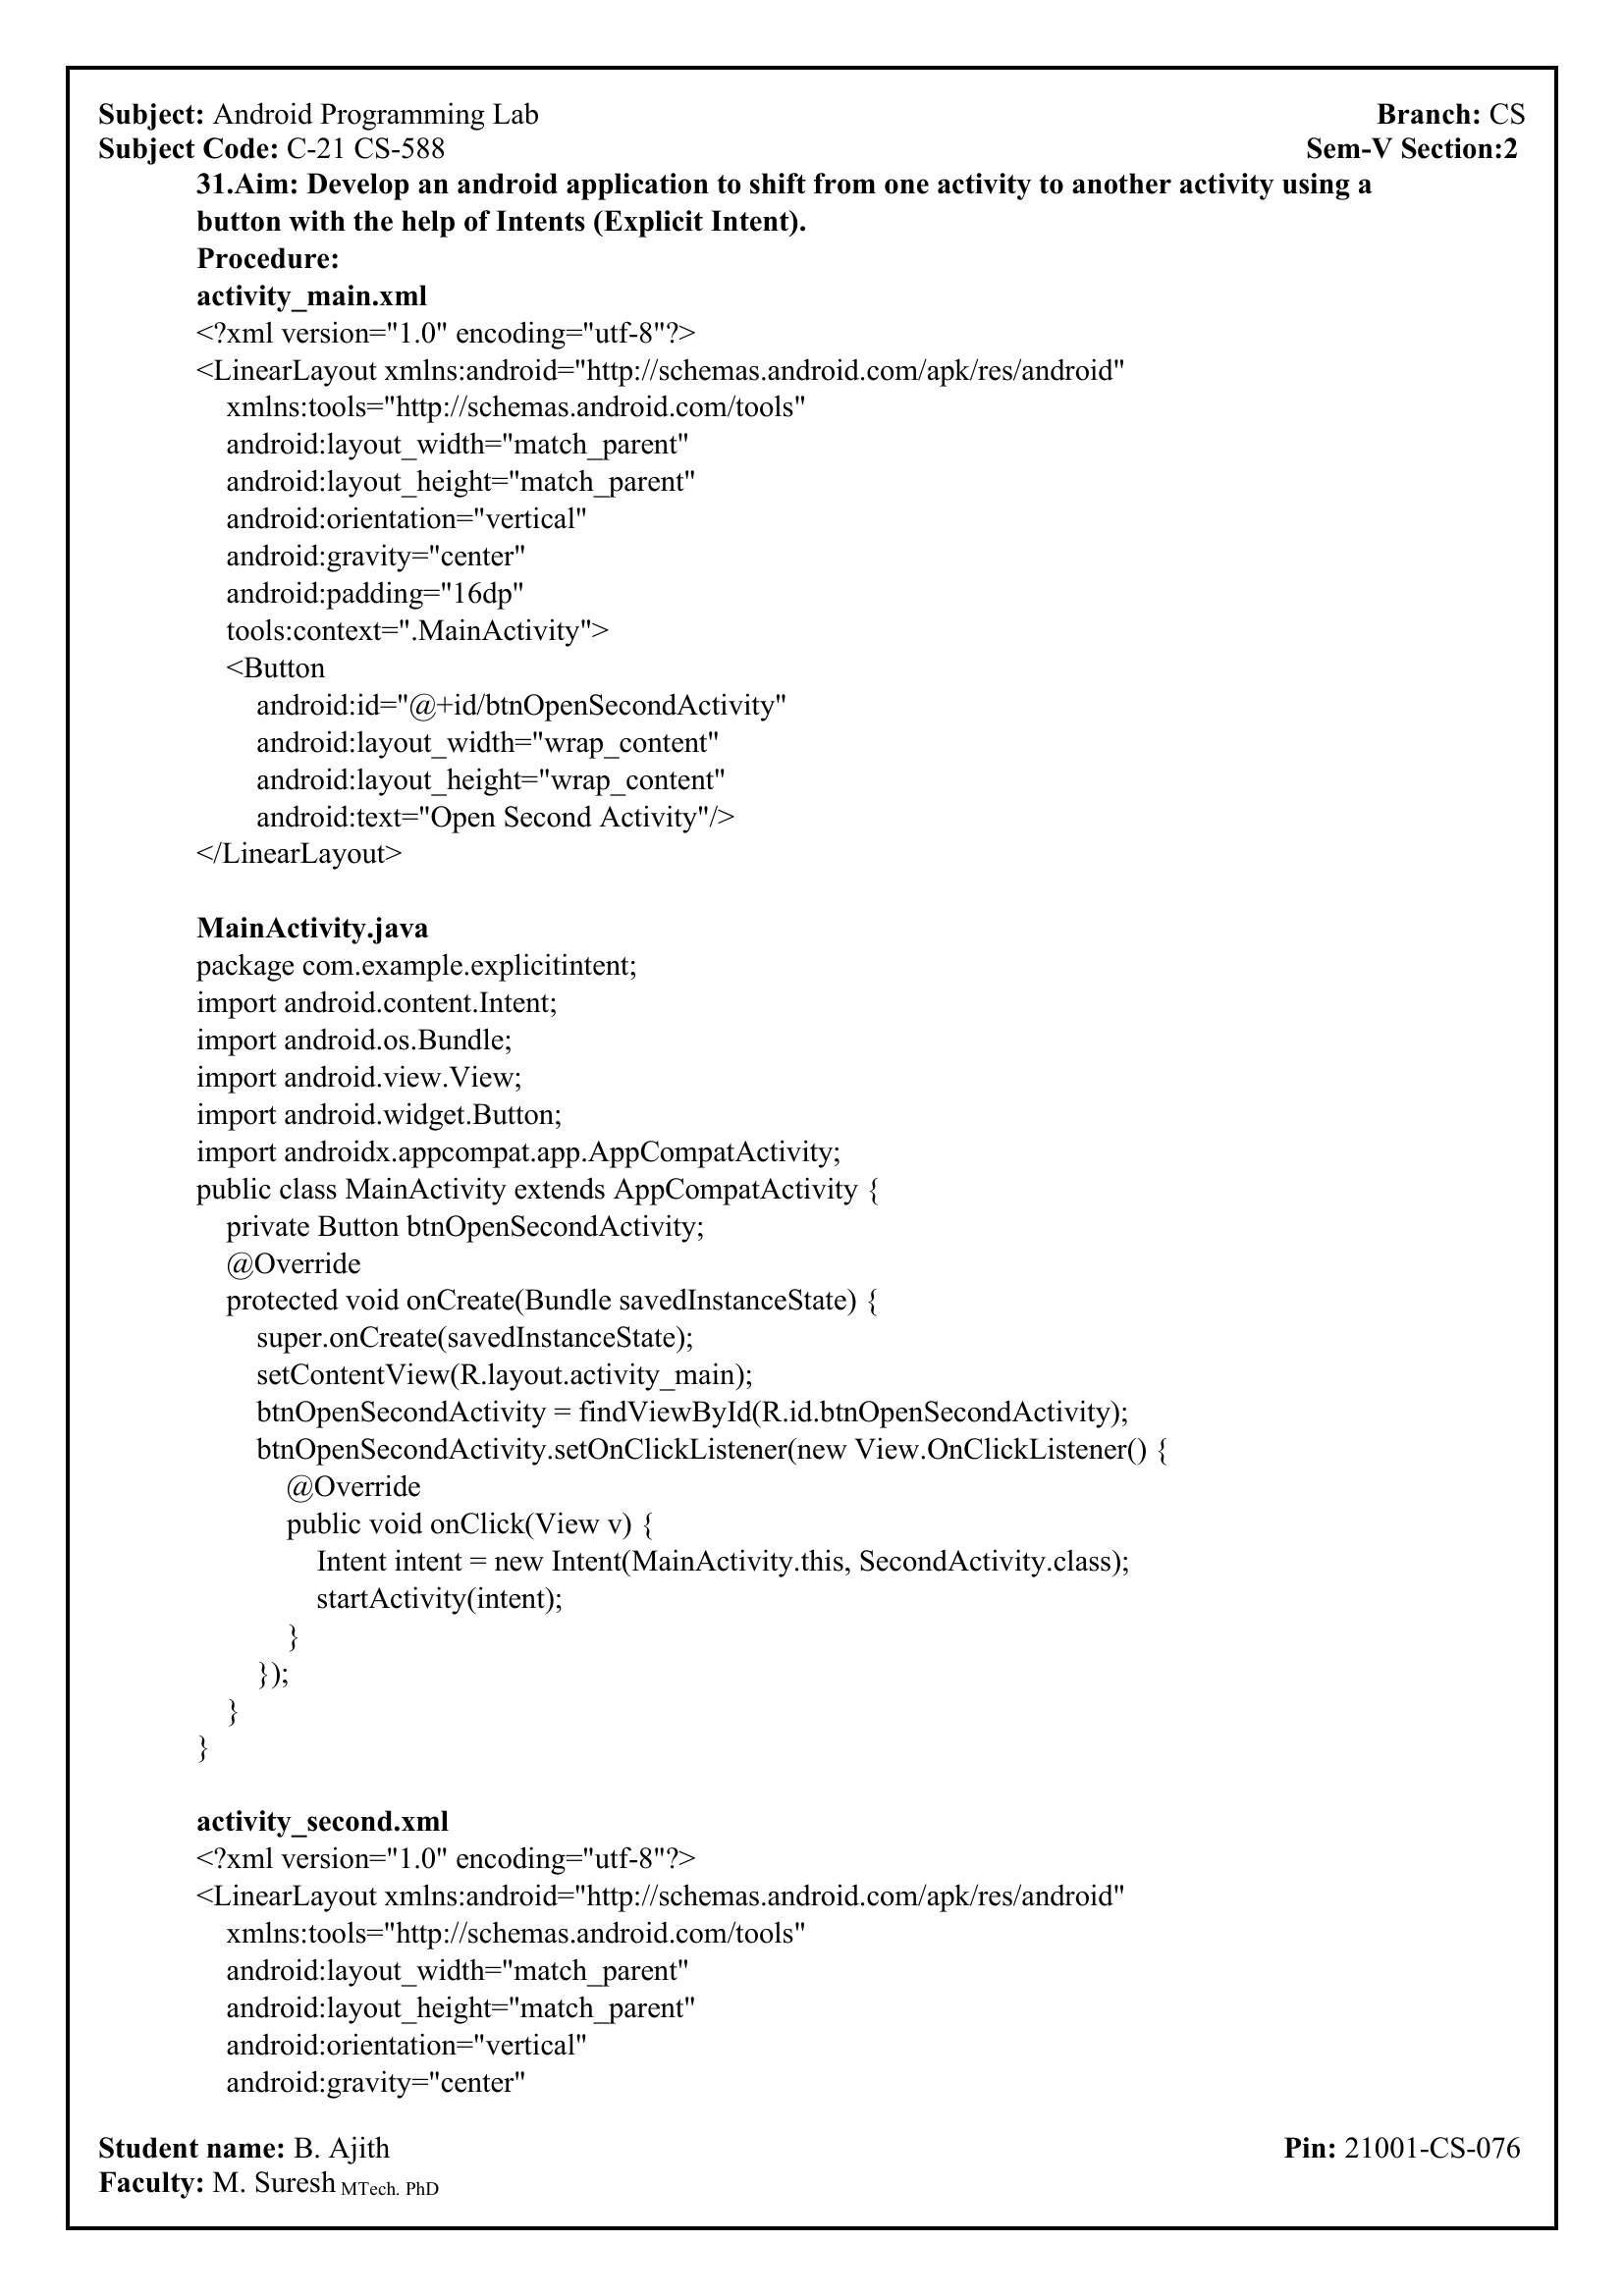 Subject: Android Programming Lab Branch: CS
Subject Code: C-21 CS-588 Sem-V Section:2
31.Aim: Develop an android application to shift from one activity to another activity using a
button with the help of Intents (Explicit Intent).
Procedure:
activity_main.xml
<?xml version="1.0" encoding="utf-8"?>
<LinearLayout xmlns:android="http://schemas.android.com/apk/res/android"
    xmlns:tools="http://schemas.android.com/tools"
    android:layout_width="match_parent"
    android:layout_height="match_parent"
    android:orientation="vertical"
    android:gravity="center"
    android:padding="16dp"
    tools:context=".MainActivity">
    <Button
        android:id="@+id/btnOpenSecondActivity"
        android:layout_width="wrap_content"
        android:layout_height="wrap_content"
        android:text="Open Second Activity"/>
</LinearLayout>
MainActivity.java
package com.example.explicitintent;
import android.content.Intent;
import android.os.Bundle;
import android.view.View;
import android.widget.Button;
import androidx.appcompat.app.AppCompatActivity;
public class MainActivity extends AppCompatActivity {
    private Button btnOpenSecondActivity;
    @Override
    protected void onCreate(Bundle savedInstanceState) {
        super.onCreate(savedInstanceState);
        setContentView(R.layout.activity_main);
        btnOpenSecondActivity = findViewById(R.id.btnOpenSecondActivity);
        btnOpenSecondActivity.setOnClickListener(new View.OnClickListener() {
            @Override
            public void onClick(View v) {
                Intent intent = new Intent(MainActivity.this, SecondActivity.class);
                startActivity(intent);
            }
        });
    }
}
activity_second.xml
<?xml version="1.0" encoding="utf-8"?>
<LinearLayout xmlns:android="http://schemas.android.com/apk/res/android"
    xmlns:tools="http://schemas.android.com/tools"
    android:layout_width="match_parent"
    android:layout_height="match_parent"
    android:orientation="vertical"
    android:gravity="center"
Student name: B. Ajith Pin: 21001-CS-076
Faculty: M. Suresh MTech. PhD